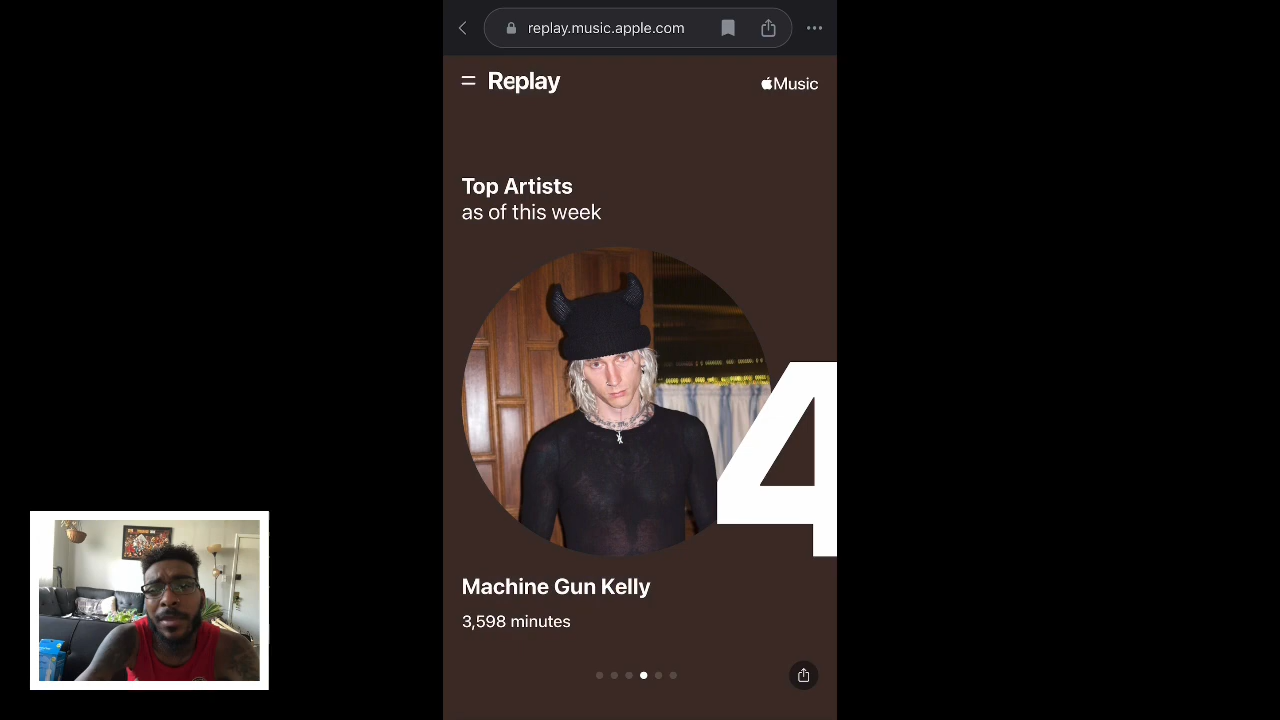 replay.music.apple.com
Replay
Music
Top Artists
as of this week
4
Machine Gun Kelly
3,598 minutes